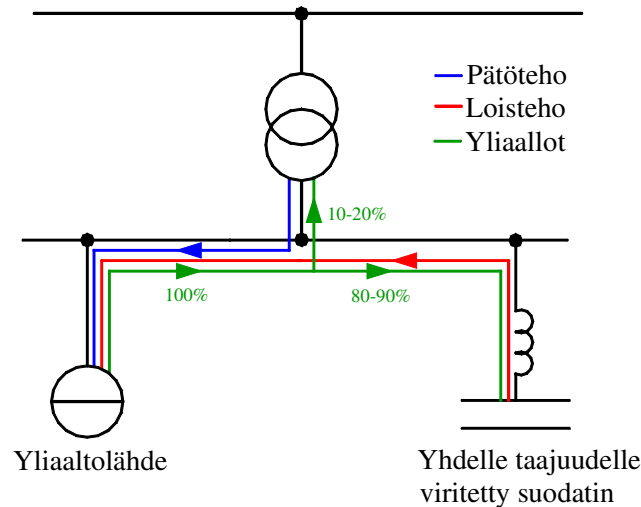 Pätöteho
Loisteho
Yliaallot
10-20%
100%
80-90%
Yliaaltolähde
Yhdelle taajuudelle
viritetty suodatin